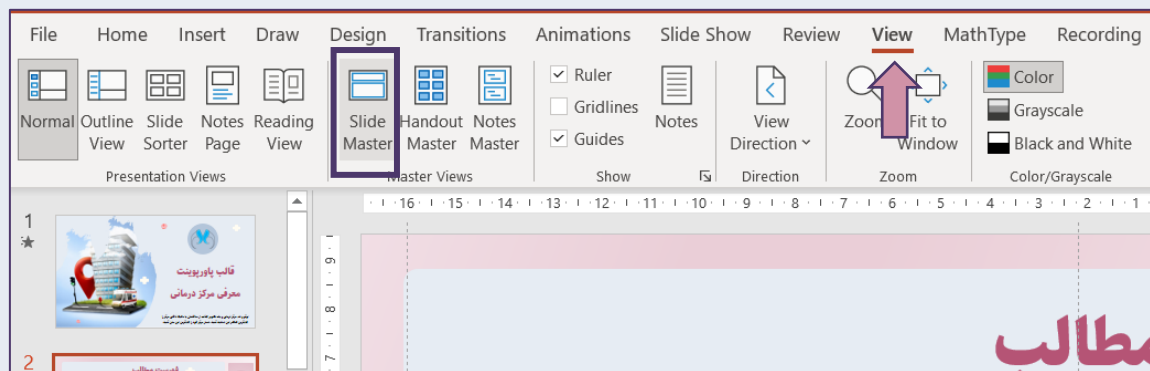 File Home Insert Draw Design Transitions Animations Slide Show Review View MathType Recording
Normal
Outline View
Slide Sorter
Notes Page
Reading View
Presentation Views
Slide Master
Handout Master
Notes Master
Master Views
Ruler
Gridlines
Guides
Show
Notes
View Direction
Direction
Zoom
Fit to Window
Zoom
Color
Grayscale
Black and White
Color/Grayscale
16 15 14 13 12 11 10 9 8 7 6 5 4 3 2 1
9
8
7
1
قالب پاورپوینت
معرفی مرکز درمانی
2
فهرست مطالب
مطالب